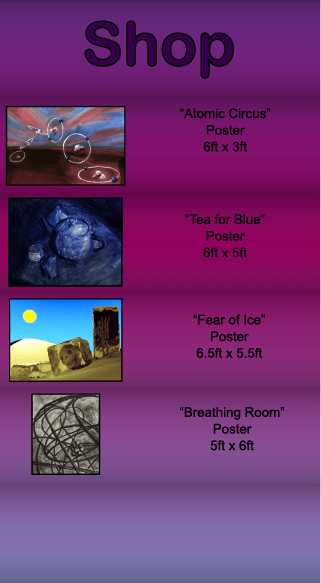 Shop
“Atomic Circus”
Poster
6ft x 3ft
“Tea for Blue”
Poster
6ft x 5ft
“Fear of Ice”
Poster
6.5ft x 5.5ft
“Breathing Room”
Poster
5ft x 6ft